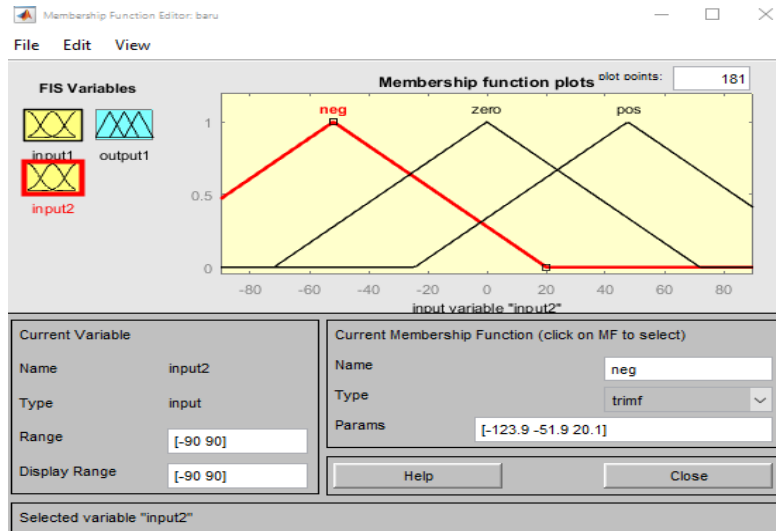 Membership Function Editor: baru
File Edit View
FIS Variables
input1 output1
input2
Membership function plots plot points: 181
neg zero pos
1
0.5
0
-80 -60 -40 -20 0 20 40 60 80
input variable "input2"
Current Variable
Name input2
Type input
Range [-90 90]
Display Range [-90 90]
Current Membership Function (click on MF to select)
Name neg
Type trimf
Params [-123.9 -51.9 20.1]
Help Close
Selected variable "input2"